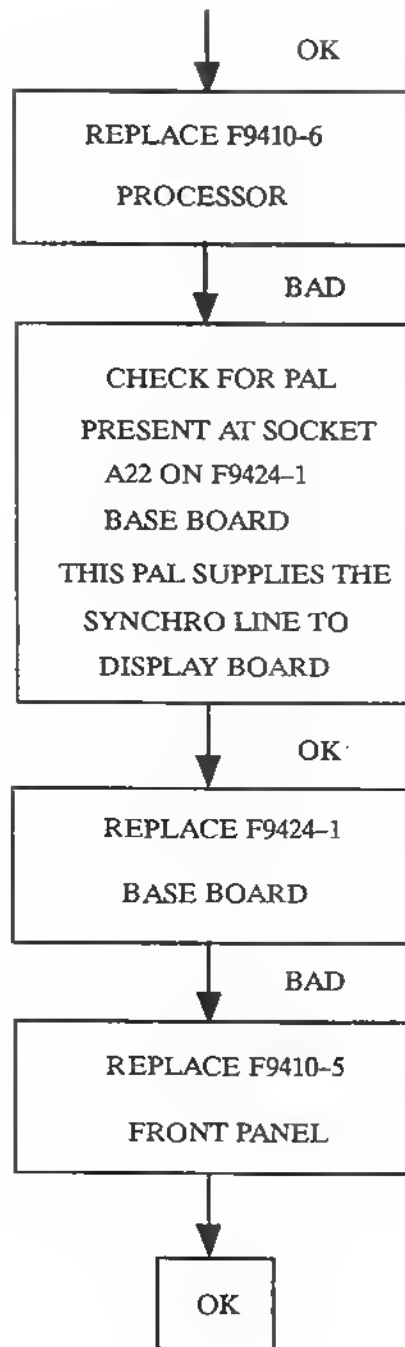 OK
REPLACE F9410-6
PROCESSOR
BAD
CHECK FOR PAL
PRESENT AT SOCKET
A22 ON F9424-1
BASE BOARD
THIS PAL SUPPLIES THE
SYNCHRO LINE TO
DISPLAY BOARD
OK
REPLACE F9424-1
BASE BOARD
BAD
REPLACE F9410-5
FRONT PANEL
OK